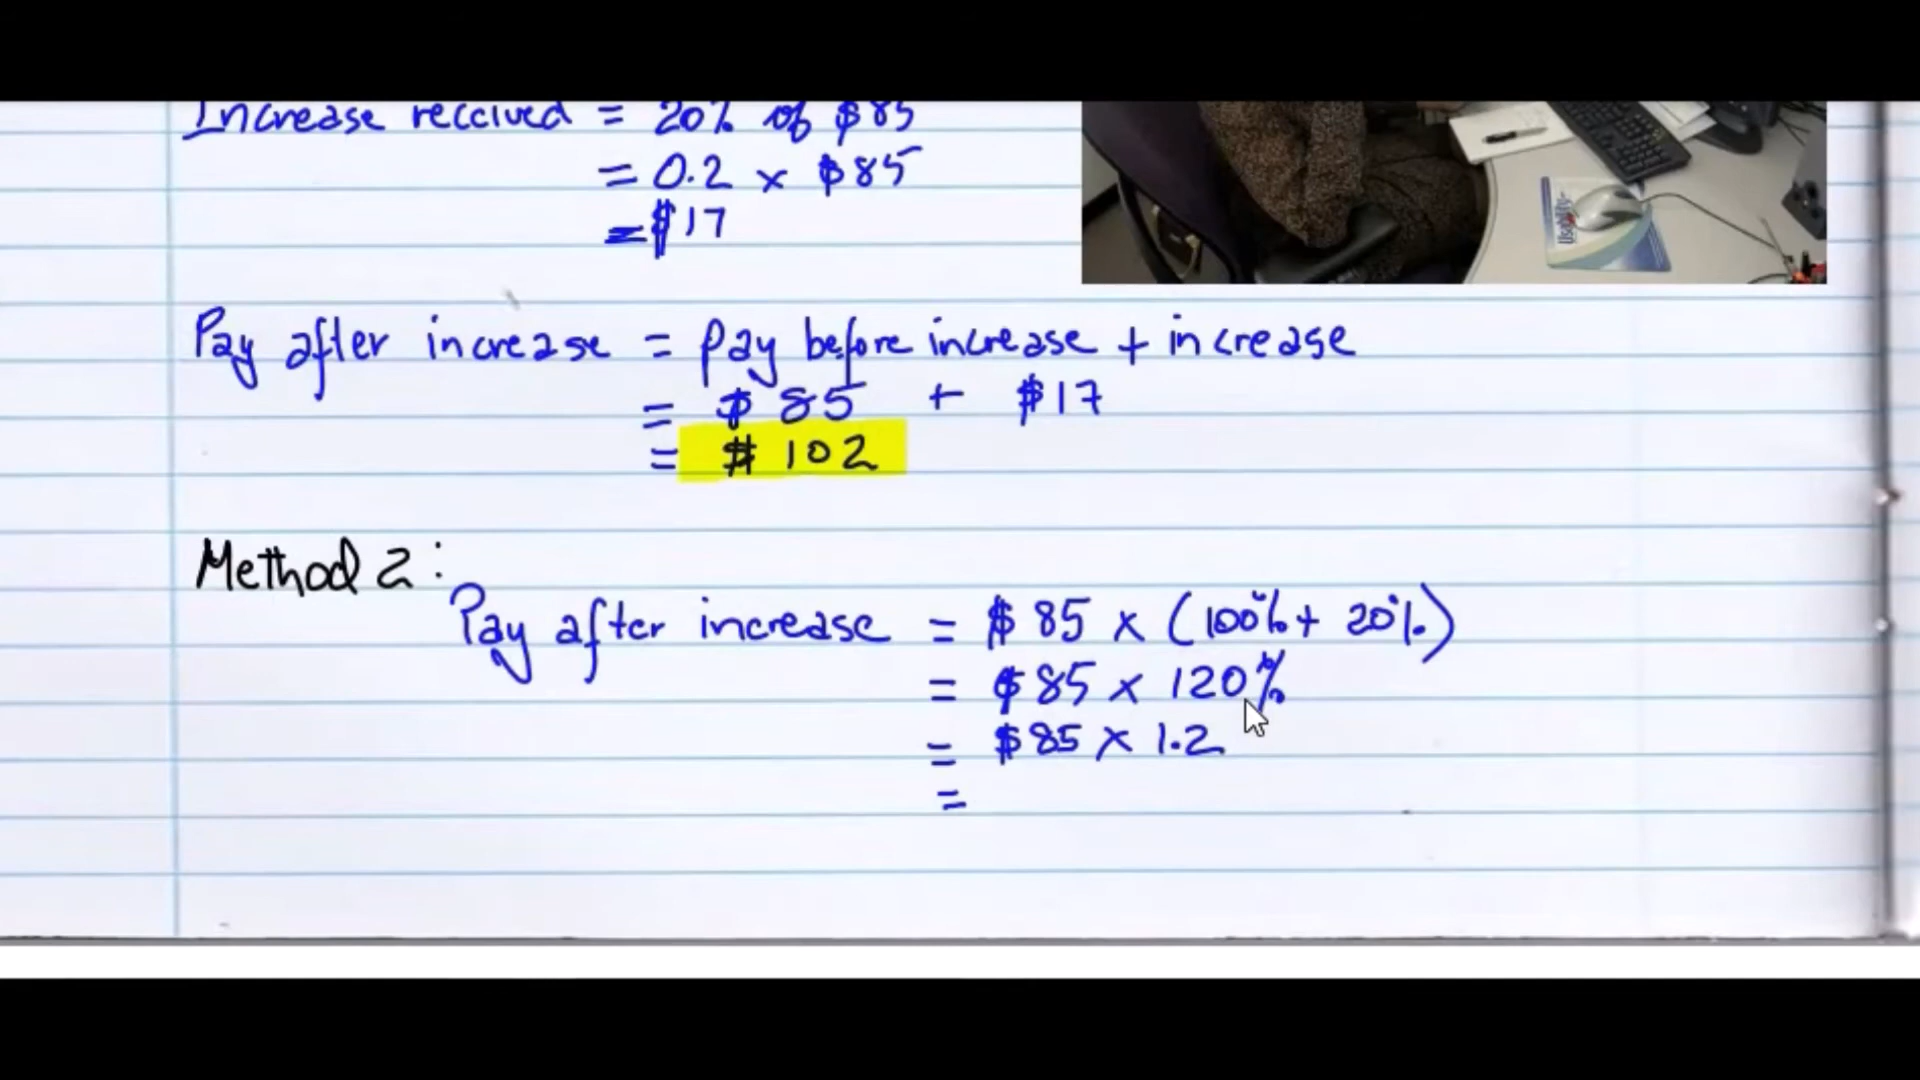 Increase received = 20% of $85
= 0.2 × $85
= $17
Usability
Pay after increase = pay before increase + increase
= $ 85 + $17
= $ 102
Method 2:
Pay after increase = $ 85 × (100% + 20%)
= $ 85 × 120%
= $ 85 × 1.2
=